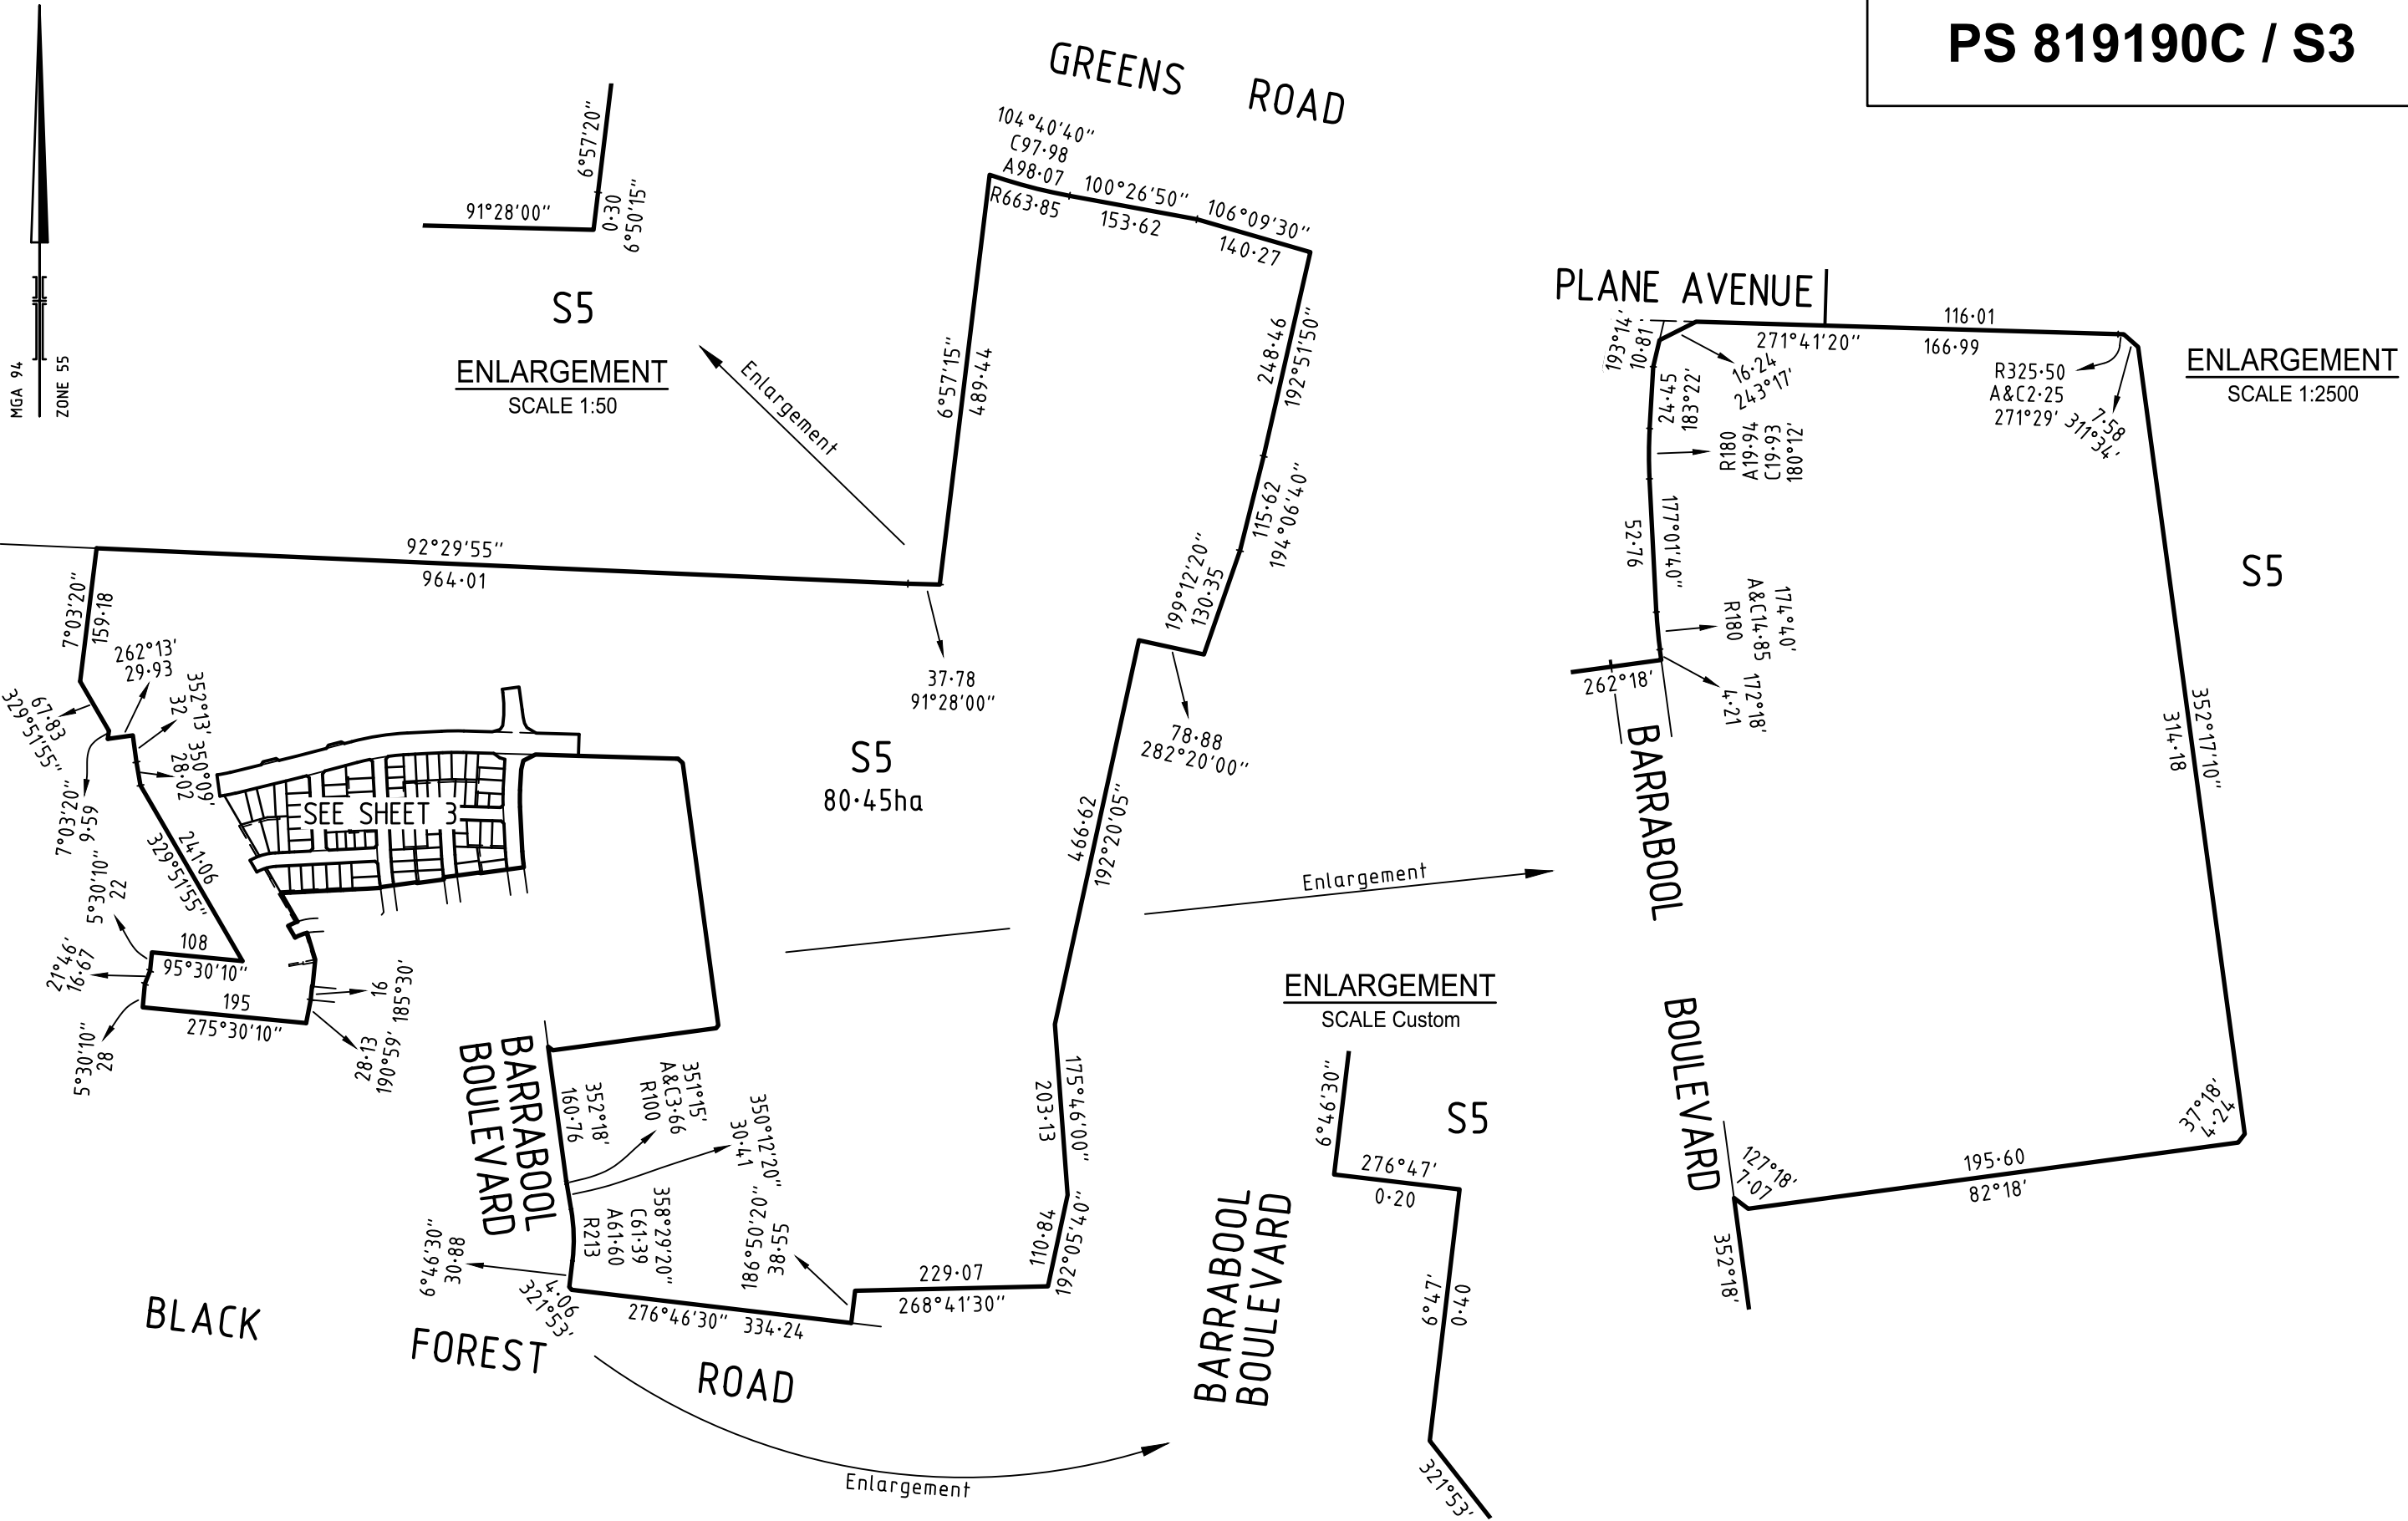 PS 819190C / S3
GREENS ROAD
MGA 94
ZONE 55
6°57'20"
91°28'00"
0·30
6°50'15"
S5
ENLARGEMENT
SCALE 1:50
Enlargement
104°40'40"
C97·98
A98·07
R663·85
100°26'50"
153·62
106°09'30"
140·27
6°57'15"
489·44
248·46
192°51'50"
115·62
194°06'40"
199°12'20"
130·35
78·88
282°20'00"
37·78
91°28'00"
92°29'55"
964·01
7°03'20"
159·18
262°13'
29·93
352°13'
32
67·83
329°51'55"
350°09'
28·02
7°03'20"
9·59
241·06
329°51'55"
5°30'10"
22
108
95°30'10"
21°46'
16·67
195
275°30'10"
5°30'10"
28
16
185°30'
28·13
190°59'
SEE SHEET 3
S5
80·45ha
466·62
192°20'05"
Enlargement
175°46'00"
203·13
110·84
192°05'40"
229·07
268°41'30"
186°50'20"
38·55
276°46'30" 334·24
4·06
321°53'
6°46'30"
30·88
358°29'20"
C61·39
A61·60
R213
350°12'20"
30·41
351°15'
A&C3·66
R100
352°18'
160·76
BARRABOOL
BOULEVARD
BLACK FOREST ROAD
Enlargement
ENLARGEMENT
SCALE Custom
6°46'30"
S5
276°47'
0·20
6°47'
0·40
321°53'
BARRABOOL
BOULEVARD
PLANE AVENUE
ENLARGEMENT
SCALE 1:2500
193°14'
10·81
16·24
243°17'
271°41'20"
116·01
166·99
R325·50
A&C2·25
271°29'
7·58
311°34'
24·45
183°22'
R180
A19·94
C19·93
180°12'
177°01'40"
52·76
174°40'
A&C14·85
R180
172°18'
4·21
262°18'
S5
352°17'10"
314·18
BARRABOOL BOULEVARD
37°18'
4·24
195·60
82°18'
127°18'
7·07
352°18'